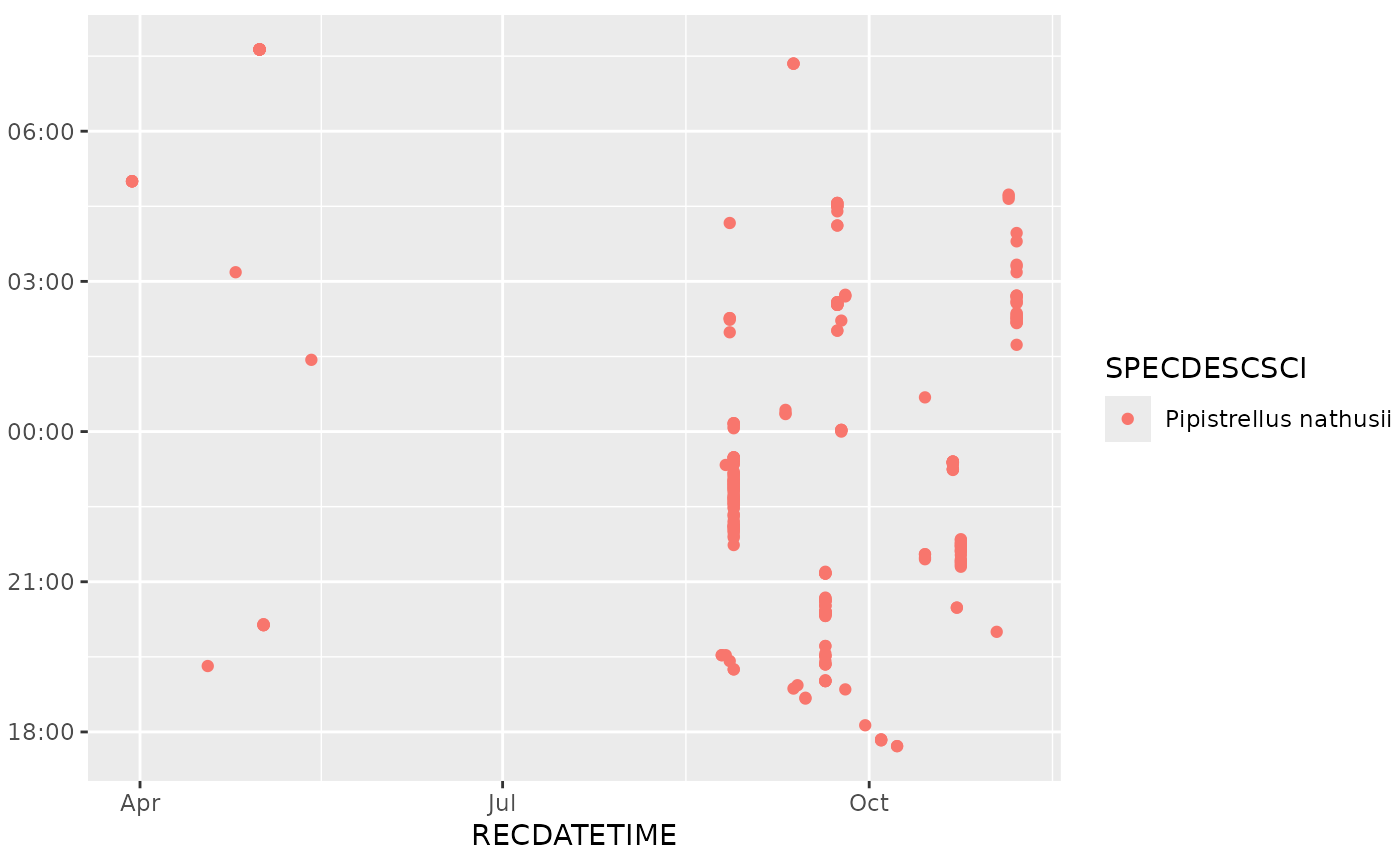 06:00
03:00
00:00
21:00
18:00
Apr
Jul
Oct
RECDATETIME
SPECDESCSCI
Pipistrellus nathusii